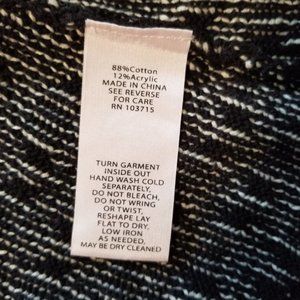 88%Cotton
12%Acrylic
MADE IN CHINA
SEE REVERSE
FOR CARE
RN 103715
TURN GARMENT
INSIDE OUT
HAND WASH COLD
SEPARATELY,
DO NOT BLEACH,
DO NOT WRING
OR TWIST,
RESHAPE LAY
FLAT TO DRY.
LOW IRON
AS NEEDED,
MAY BE DRY CLEANED